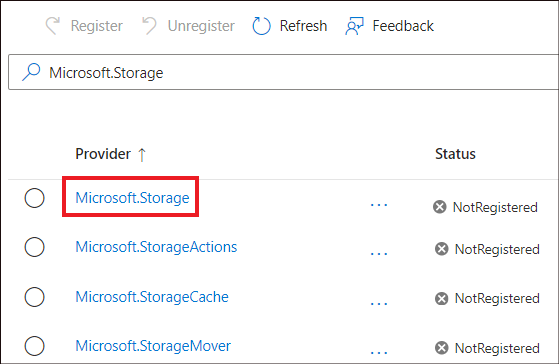 Register Unregister Refresh Feedback
Microsoft.Storage
Provider ↑ Status
Microsoft.Storage ... NotRegistered
Microsoft.StorageActions ... NotRegistered
Microsoft.StorageCache ... NotRegistered
Microsoft.StorageMover ... NotRegistered